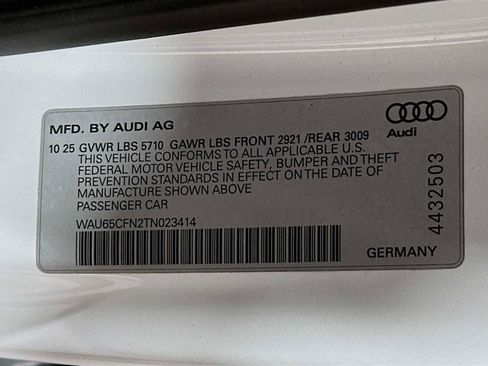 MFD. BY AUDI AG
Audi
10 25 GVWR LBS 5710 GAWR LBS FRONT 2921 /REAR 3009
THIS VEHICLE CONFORMS TO ALL APPLICABLE U.S.
FEDERAL MOTOR VEHICLE SAFETY, BUMPER AND THEFT
PREVENTION STANDARDS IN EFFECT ON THE DATE OF
MANUFACTURE SHOWN ABOVE
PASSENGER CAR
WAU65CFN2TN023414
GERMANY
4432503